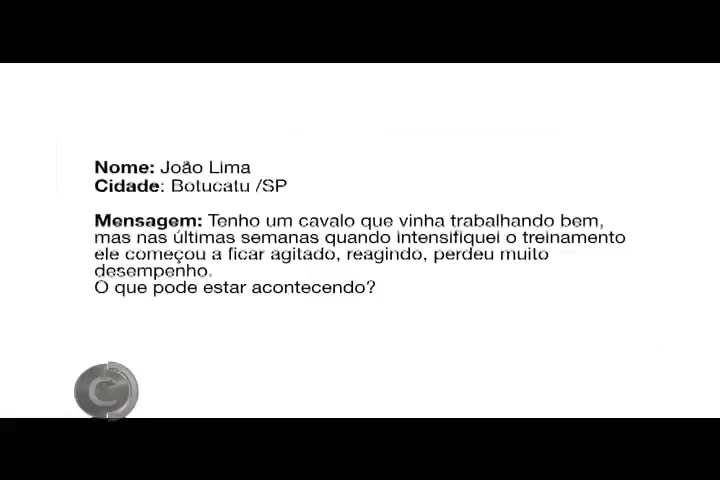 Nome: João Lima
Cidade: Botucatu /SP
Mensagem: Tenho um cavalo que vinha trabalhando bem,
mas nas últimas semanas quando intensifiquei o treinamento
ele começou a ficar agitado, reagindo, perdeu muito
desempenho.
O que pode estar acontecendo?
C